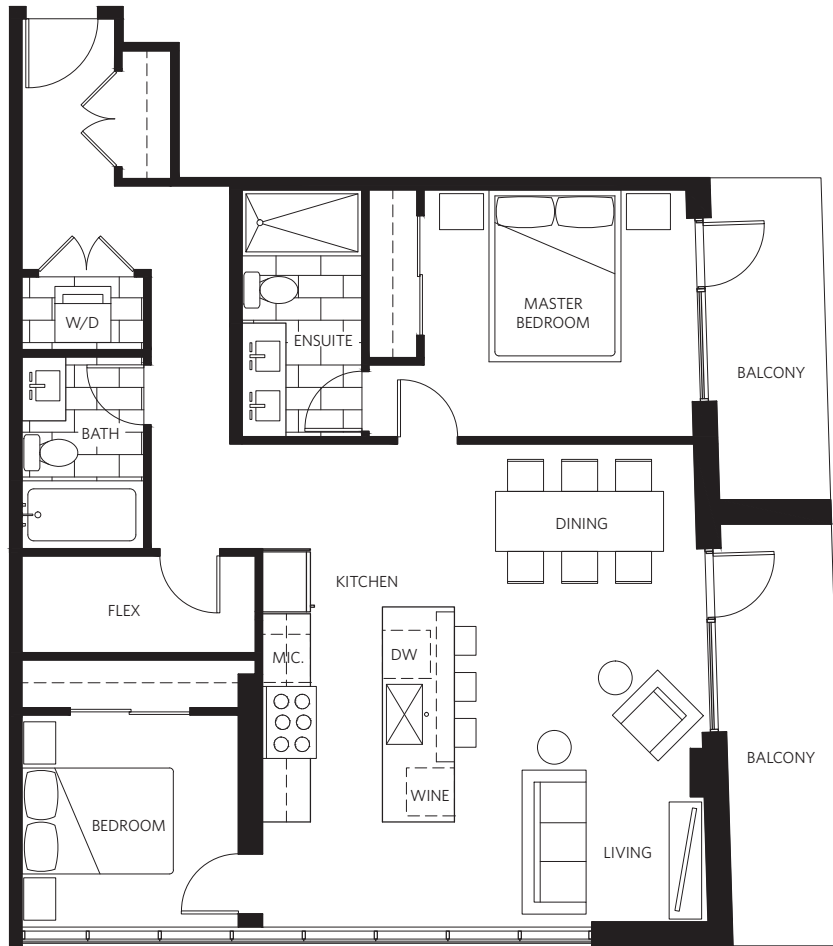 MASTER
BEDROOM
W/D
ENSUITE
BALCONY
BATH
DINING
KITCHEN
FLEX
MIC.
DW
BALCONY
WINE
BEDROOM
LIVING